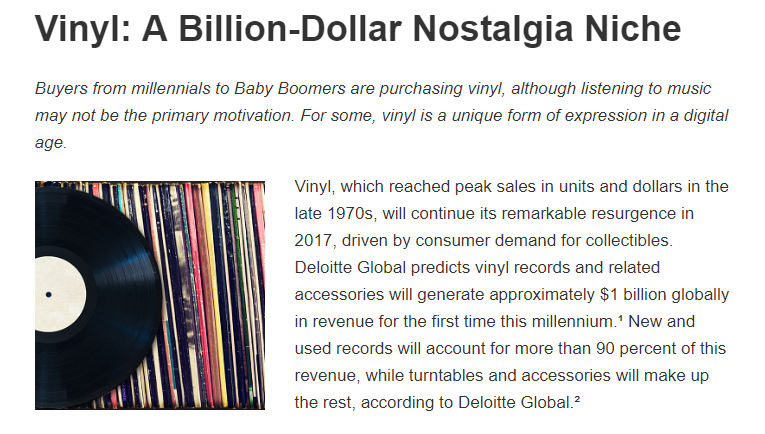 Vinyl: A Billion-Dollar Nostalgia Niche
Buyers from millennials to Baby Boomers are purchasing vinyl, although listening to music
may not be the primary motivation. For some, vinyl is a unique form of expression in a digital
age.
Vinyl, which reached peak sales in units and dollars in the
late 1970s, will continue its remarkable resurgence in
2017, driven by consumer demand for collectibles.
Deloitte Global predicts vinyl records and related
accessories will generate approximately $1 billion globally
in revenue for the first time this millennium.¹ New and
used records will account for more than 90 percent of this
revenue, while turntables and accessories will make up
the rest, according to Deloitte Global.²